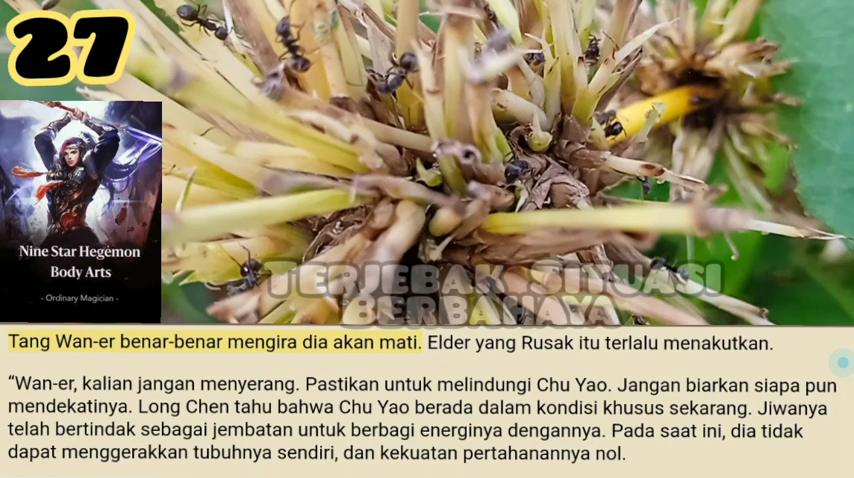 27
Nine Star Hegemon
Body Arts
- Ordinary Magician -
TERJEBAK SITUASI
BERBAHAYA
Tang Wan-er benar-benar mengira dia akan mati. Elder yang Rusak itu terlalu menakutkan.
“Wan-er, kalian jangan menyerang. Pastikan untuk melindungi Chu Yao. Jangan biarkan siapa pun
mendekatinya. Long Chen tahu bahwa Chu Yao berada dalam kondisi khusus sekarang. Jiwanya
telah bertindak sebagai jembatan untuk berbagi energinya dengannya. Pada saat ini, dia tidak
dapat menggerakkan tubuhnya sendiri, dan kekuatan pertahanannya nol.